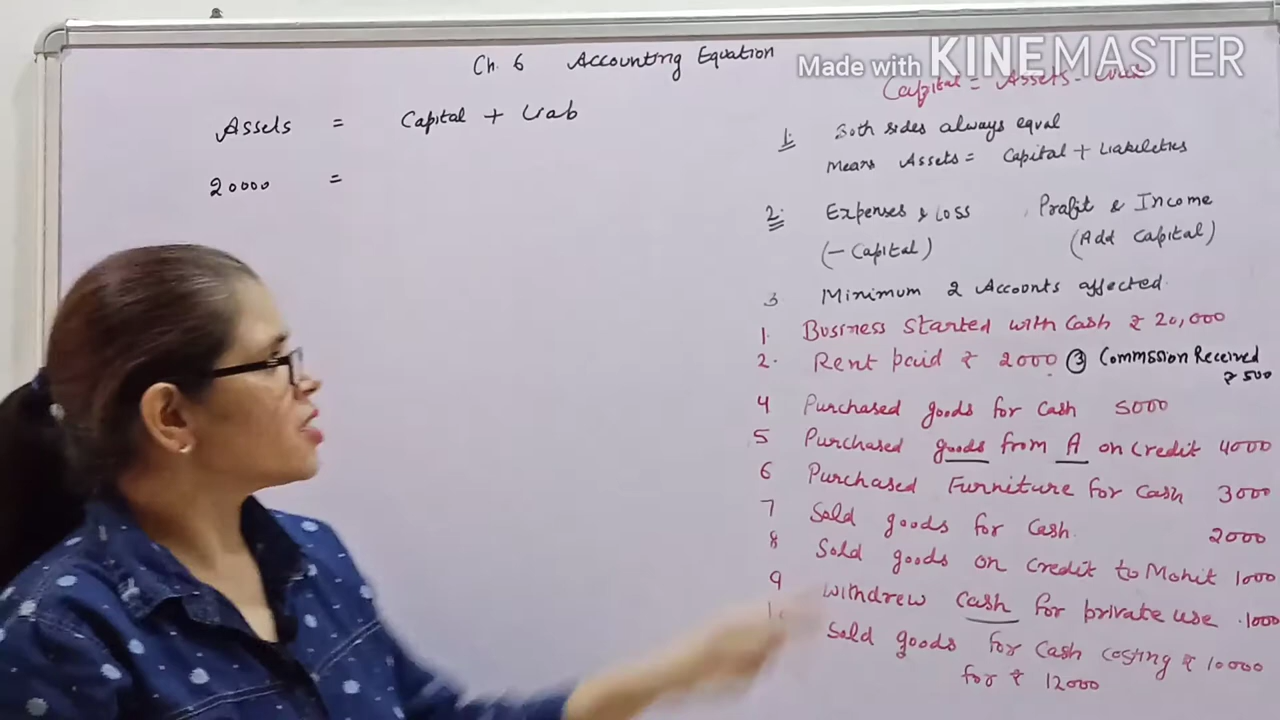 Ch. 6 Accounting Equation
Made with KINEMASTER
Assets = Capital + Liab
20000 =
Capital = Assets -
1. Both sides always equal
Means Assets = Capital + Liabilities
2. Expenses & Loss Profit & Income
(- Capital) (Add Capital)
3 Minimum 2 Accounts affected.
1. Business Started with Cash ₹ 20,000
2. Rent paid ₹ 2000 ③ Commssion Received
₹ 500
4 Purchased goods for Cash 5000
5 Purchased goods from A on credit 4000
6 Purchased Furniture for Cash 3000
7 Sold goods for Cash. 2000
8 Sold goods on credit to Mohit 1000
9 withdrew cash for private use 1000
Sold goods for Cash costing ₹ 10000
for ₹ 12000